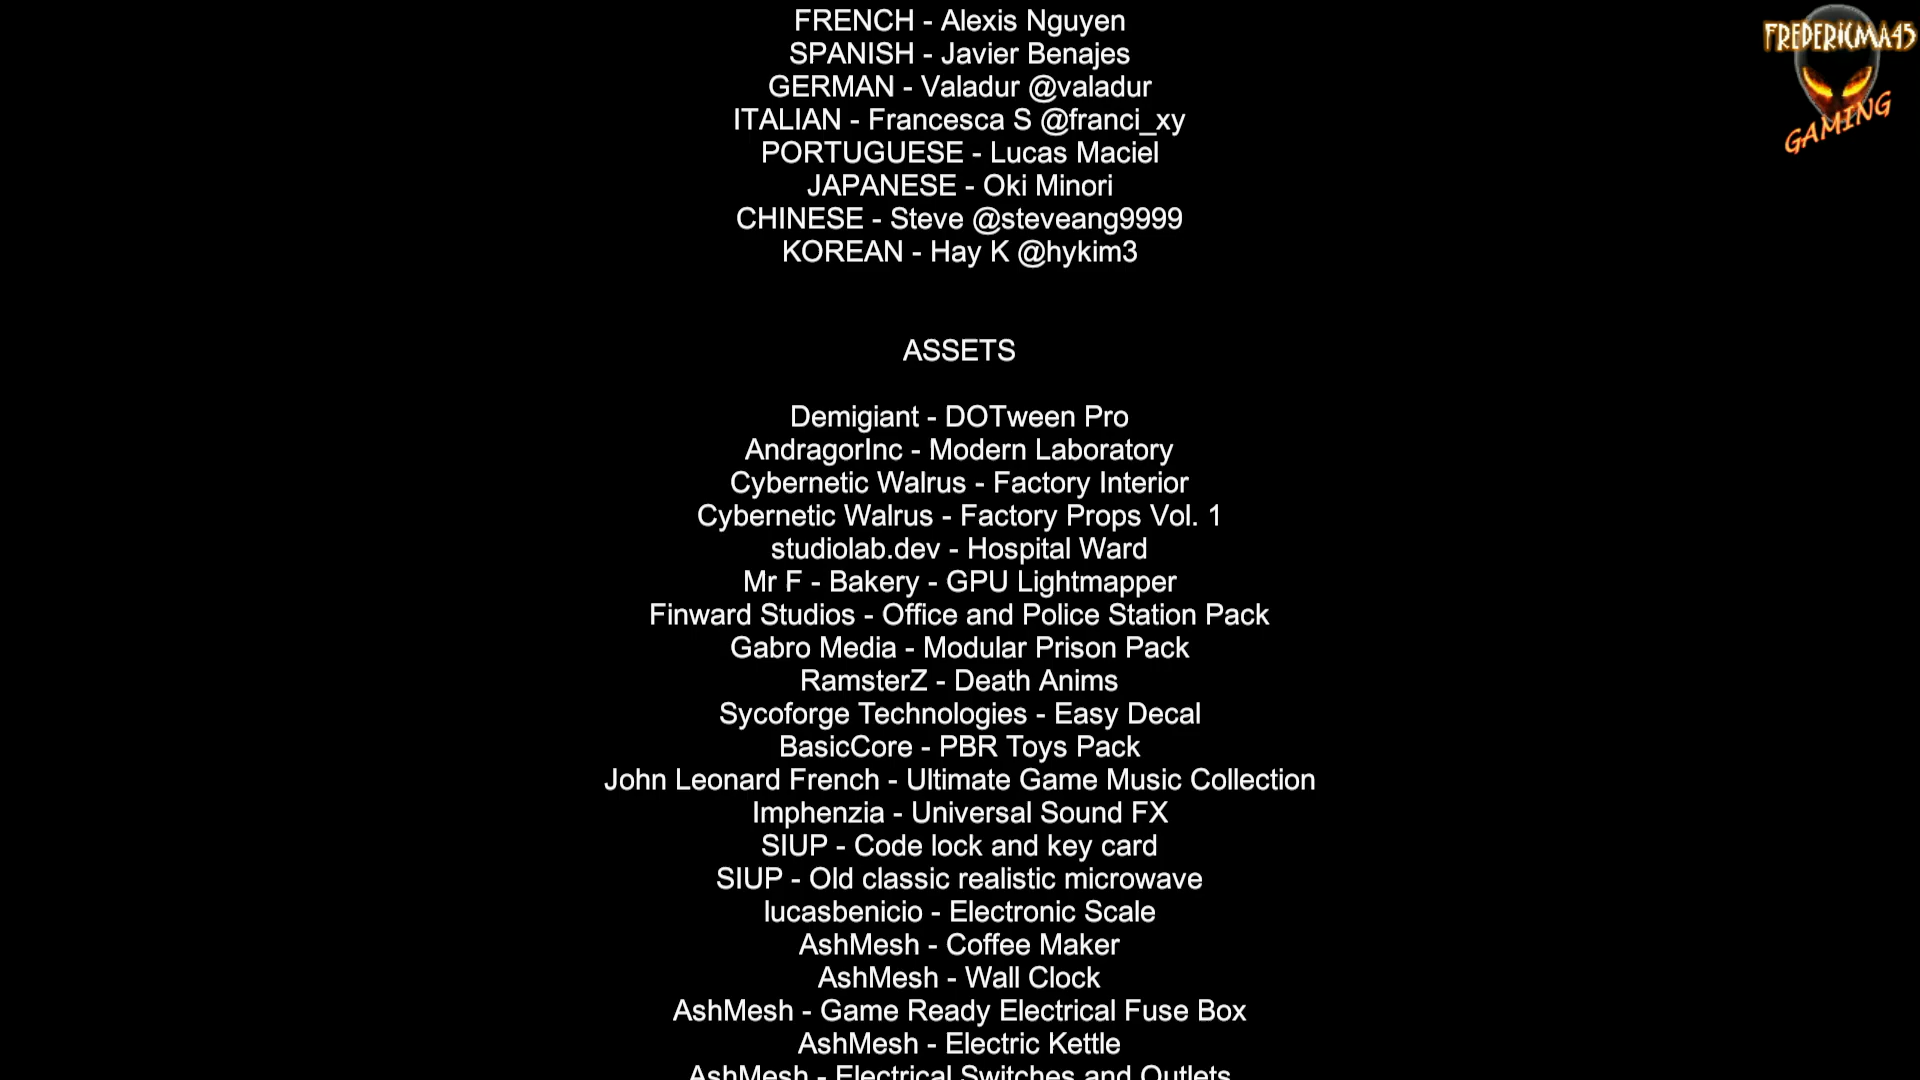 FRENCH - Alexis Nguyen
SPANISH - Javier Benajes
GERMAN - Valadur @valadur
ITALIAN - Francesca S @franci_xy
PORTUGUESE - Lucas Maciel
JAPANESE - Oki Minori
CHINESE - Steve @steveang9999
KOREAN - Hay K @hykim3
FREDERICMA45
GAMING
ASSETS
Demigiant - DOTween Pro
AndragorInc - Modern Laboratory
Cybernetic Walrus - Factory Interior
Cybernetic Walrus - Factory Props Vol. 1
studiolab.dev - Hospital Ward
Mr F - Bakery - GPU Lightmapper
Finward Studios - Office and Police Station Pack
Gabro Media - Modular Prison Pack
RamsterZ - Death Anims
Sycoforge Technologies - Easy Decal
BasicCore - PBR Toys Pack
John Leonard French - Ultimate Game Music Collection
Imphenzia - Universal Sound FX
SIUP - Code lock and key card
SIUP - Old classic realistic microwave
lucasbenicio - Electronic Scale
AshMesh - Coffee Maker
AshMesh - Wall Clock
AshMesh - Game Ready Electrical Fuse Box
AshMesh - Electric Kettle
AshMesh - Electrical Switches and Outlets